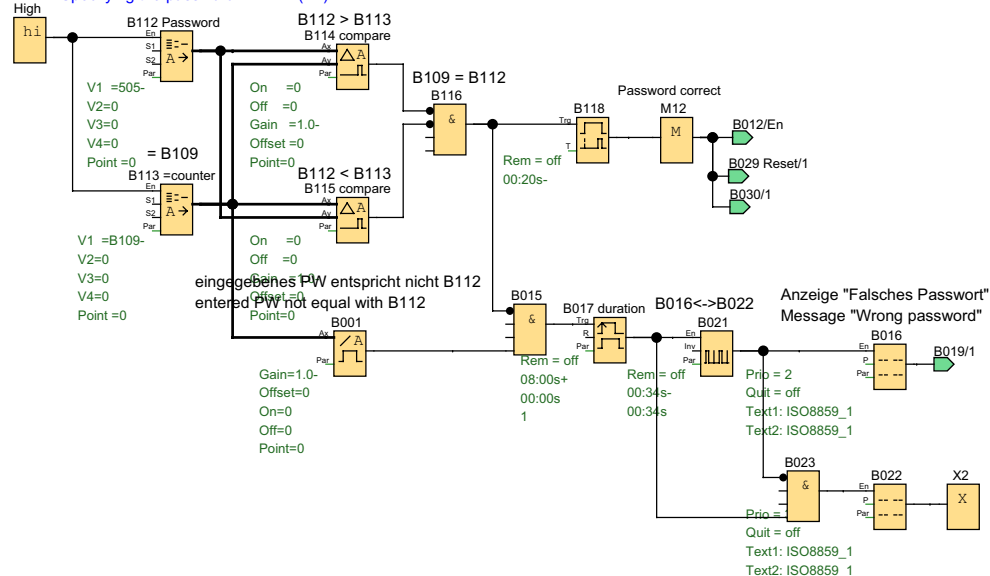 High
hi
B112 Password
En
S1
S2
Par
A→
V1 =505-
V2=0
V3=0
V4=0
Point =0
= B109
B113 =counter
En
S1
S2
Par
A→
V1 =B109-
V2=0
V3=0
V4=0
Point =0
B112 > B113
B114 compare
Ax
Ay
Par
ΔA
On =0
Off =0
Gain =1.0-
Offset =0
Point=0
B112 < B113
B115 compare
Ax
Ay
Par
ΔA
On =0
Off =0
Gain =1.0-
Offset =0
Point=0
B109 = B112
B116
&
B118
Trg
T
Rem = off
00:20s-
Password correct
M12
M
B012/En
B029 Reset/1
B030/1
eingegebenes PW entspricht nicht B112
entered PW not equal with B112
B001
Ax
Par
/A
Gain=1.0-
Offset=0
On=0
Off=0
Point=0
B015
&
B017 duration
Trg
R
Par
Rem = off
08:00s+
00:00s
1
B016<->B022
B021
En
Inv
Par
Rem = off
00:34s-
00:34s
Anzeige "Falsches Passwort"
Message "Wrong password"
B016
En
P
Par
B019/1
Prio = 2
Quit = off
Text1: ISO8859_1
Text2: ISO8859_1
B023
&
B022
En
P
Par
X2
X
Prio =
Quit = off
Text1: ISO8859_1
Text2: ISO8859_1